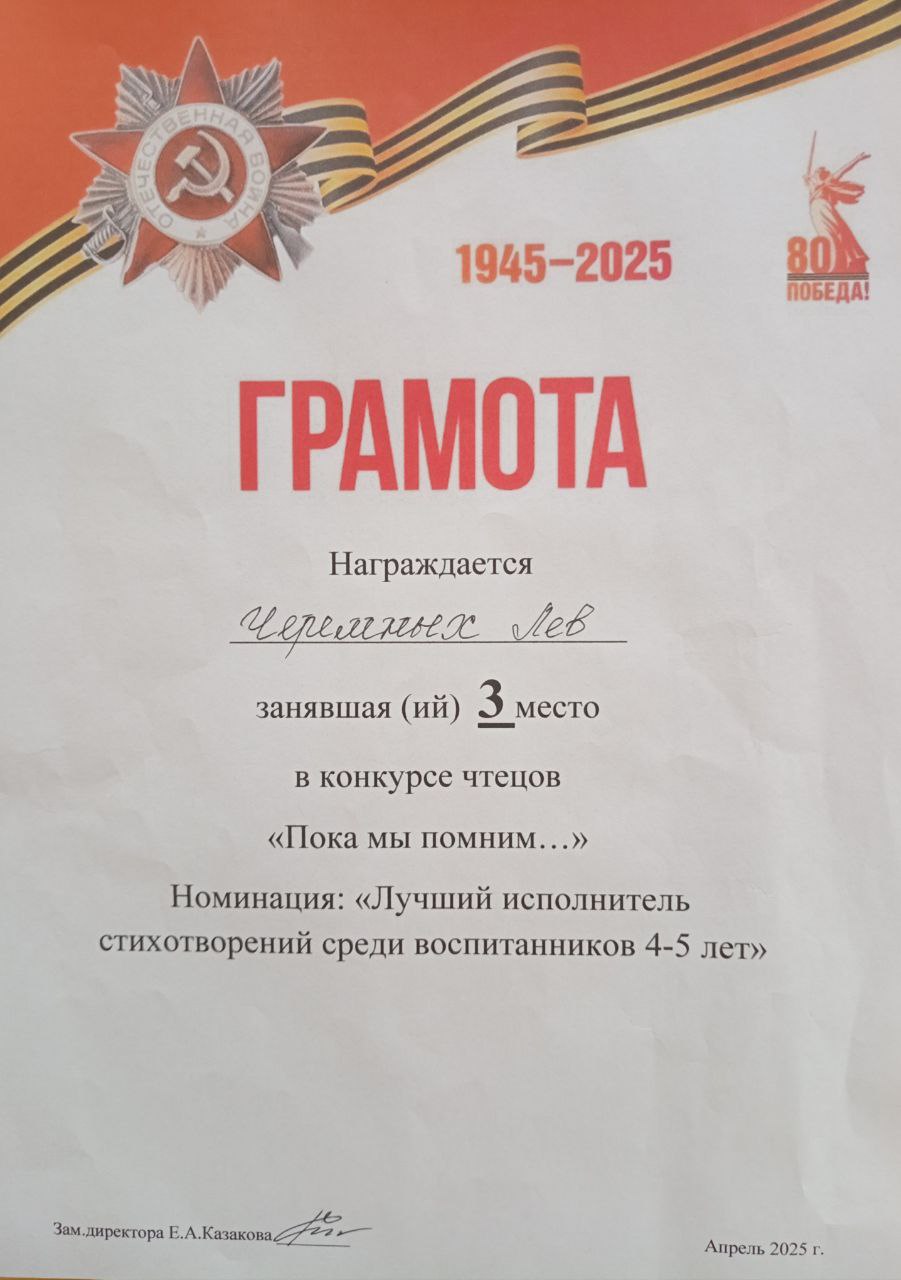 ОТЕЧЕСТВЕННАЯ ВОЙНА
1945–2025
80
ПОБЕДА!
ГРАМОТА
Награждается
Черемных Лев
занявшая (ий) 3 место
в конкурсе чтецов
«Пока мы помним…»
Номинация: «Лучший исполнитель
стихотворений среди воспитанников 4-5 лет»
Зам.директора Е.А.Казакова
Апрель 2025 г.